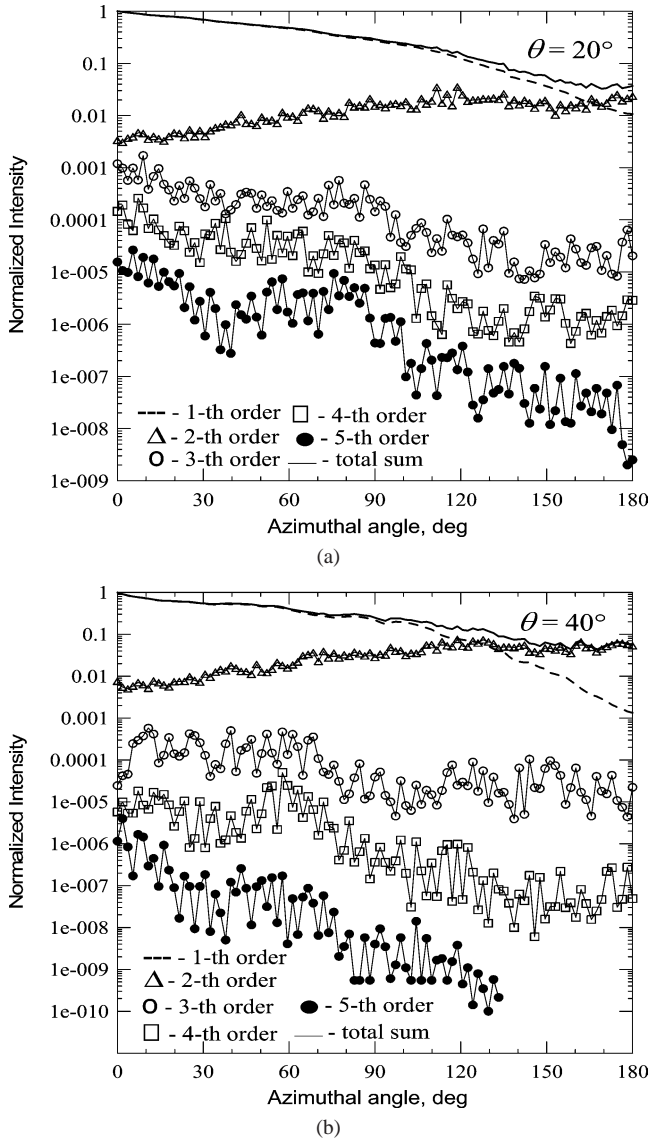 1
0.1
0.01
0.001
0.0001
1e-005
1e-006
1e-007
1e-008
1e-009
Normalized Intensity
θ = 20°
- 1-th order
- 2-th order
- 3-th order
- 4-th order
- 5-th order
- total sum
0 30 60 90 120 150 180
Azimuthal angle, deg
(a)
1
0.1
0.01
0.001
0.0001
1e-005
1e-006
1e-007
1e-008
1e-009
1e-010
Normalized Intensity
θ = 40°
- 1-th order
- 2-th order
- 3-th order
- 4-th order
- 5-th order
- total sum
0 30 60 90 120 150 180
Azimuthal angle, deg
(b)